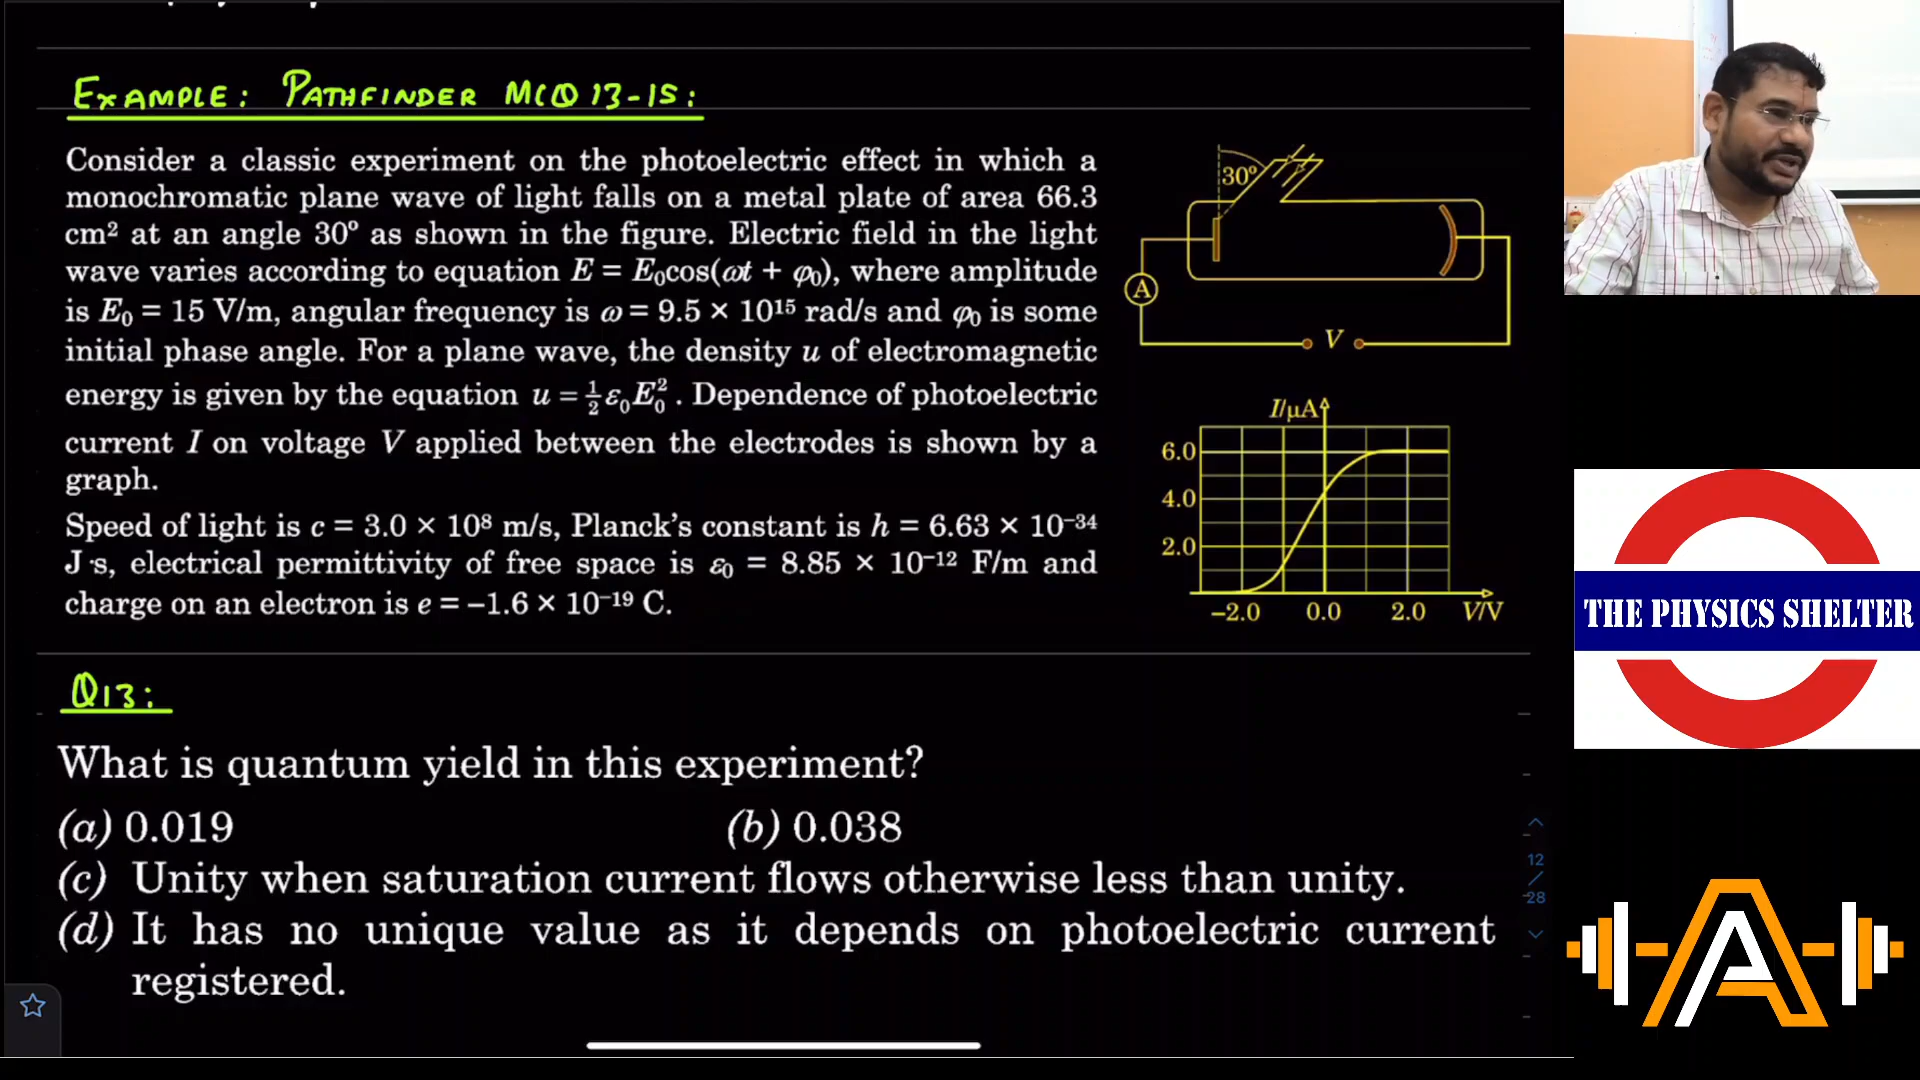 EXAMPLE: PATHFINDER MCQ 13-15:
Consider a classic experiment on the photoelectric effect in which a
monochromatic plane wave of light falls on a metal plate of area 66.3
cm² at an angle 30° as shown in the figure. Electric field in the light
wave varies according to equation E = E₀cos(ωt + φ₀), where amplitude
is E₀ = 15 V/m, angular frequency is ω = 9.5 × 10¹⁵ rad/s and φ₀ is some
initial phase angle. For a plane wave, the density u of electromagnetic
energy is given by the equation u = ½ε₀E₀². Dependence of photoelectric
current I on voltage V applied between the electrodes is shown by a
graph.
Speed of light is c = 3.0 × 10⁸ m/s, Planck's constant is h = 6.63 × 10⁻³⁴
J·s, electrical permittivity of free space is ε₀ = 8.85 × 10⁻¹² F/m and
charge on an electron is e = −1.6 × 10⁻¹⁹ C.
30°
A
V
I/μA
6.0
4.0
2.0
−2.0 0.0 2.0 V/V
Q13:
What is quantum yield in this experiment?
(a) 0.019 (b) 0.038
(c) Unity when saturation current flows otherwise less than unity.
(d) It has no unique value as it depends on photoelectric current
registered.
12
/
28
THE PHYSICS SHELTER
A